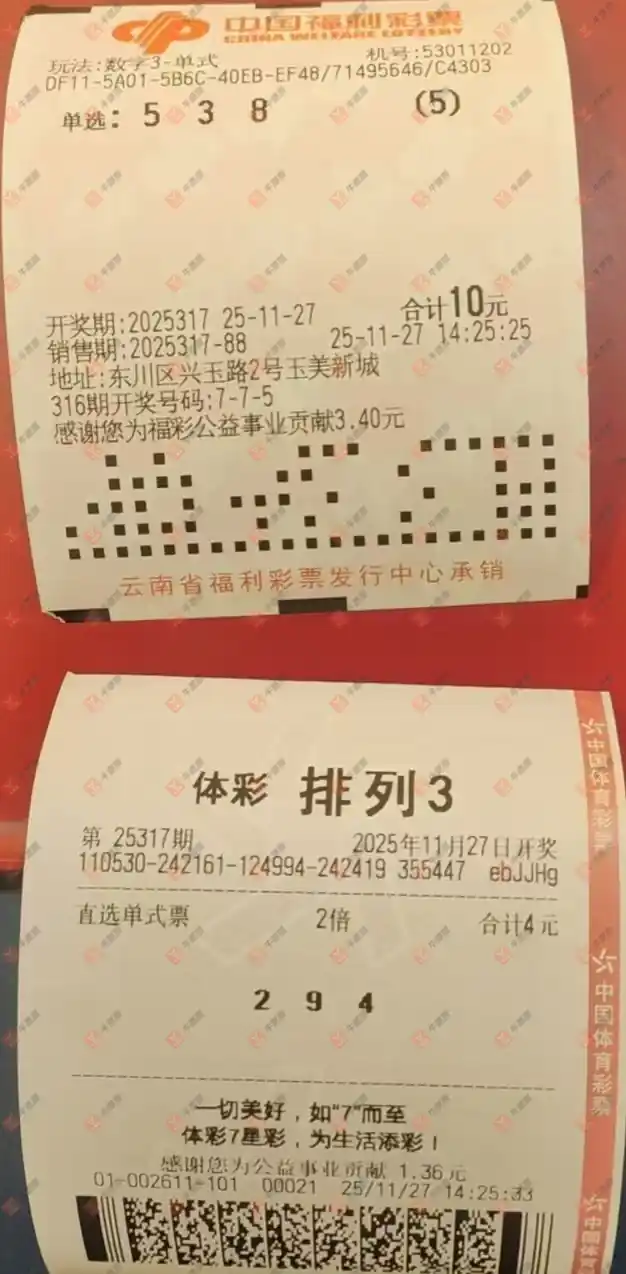 中国福利彩票
CHINA WELFARE LOTTERY
玩法:数字3-单式 机号:53011202
DF11-5A01-5B6C-40EB-EF48/71495646/C4303
单选: 5 3 8 (5)
开奖期:2025317 25-11-27 合计10元
销售期:2025317-88 25-11-27 14:25:25
地址:东川区兴玉路2号玉美新城
316期开奖号码:7-7-5
感谢您为福彩公益事业贡献3.40元
云南省福利彩票发行中心承销
体彩 排列3
第 25317期 2025年11月27日开奖
110530-242161-124994-242419 355447 ebJJHg
直选单式票 2倍 合计4元
2 9 4
一切美好，如“7”而至
体彩7星彩，为生活添彩！
感谢您为公益事业贡献 1.36元
01-002611-101 00021 25/11/27 14:25:33
中国体育彩票
中国体育彩票
中国体育